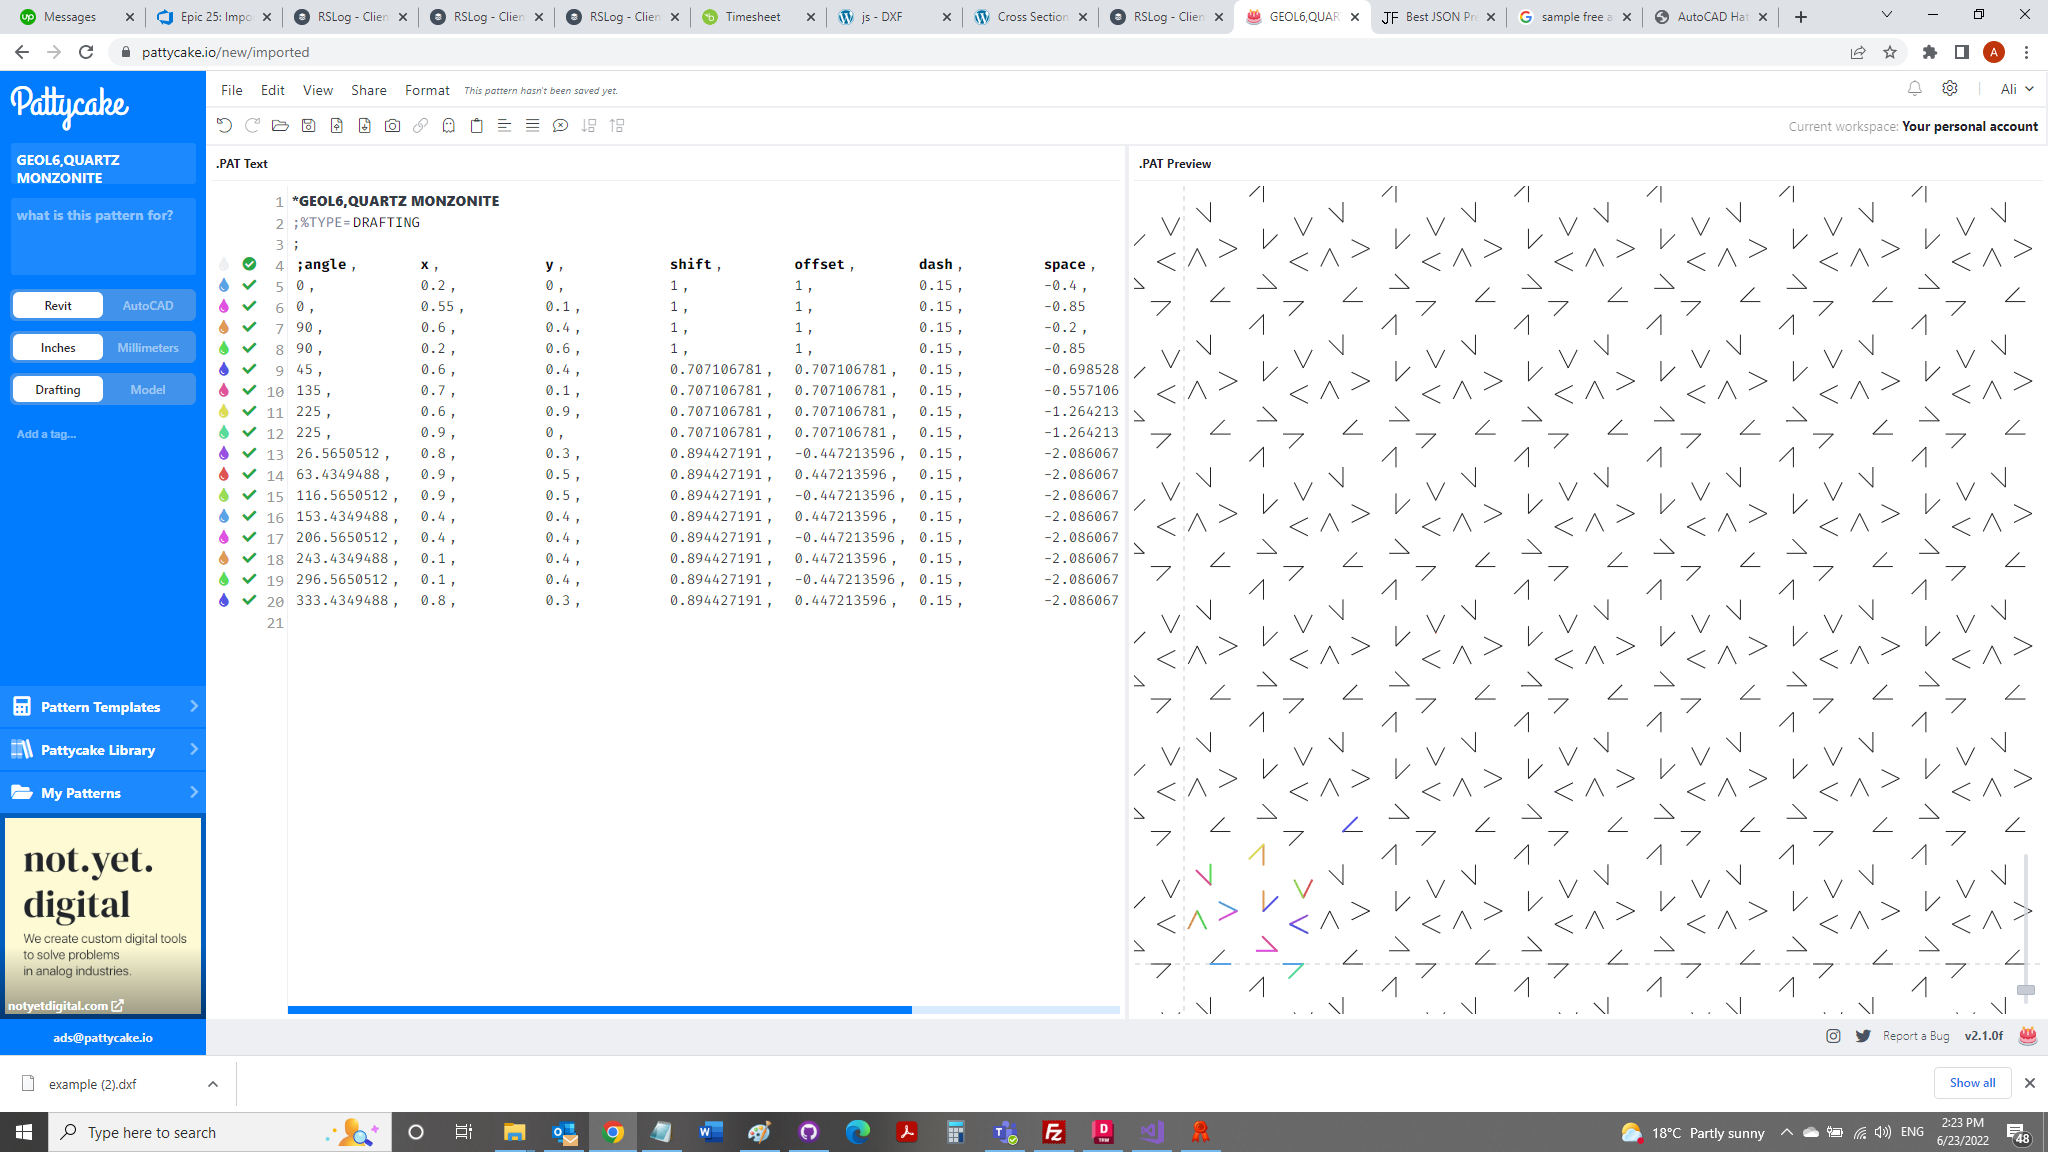 Messages
Epic 25: Impo
RSLog - Clien
RSLog - Clien
RSLog - Clien
Timesheet
js - DXF
Cross Section
RSLog - Clien
GEOL6,QUAR
Best JSON Pr
sample free a
AutoCAD Hat
pattycake.io/new/imported
Pattycake
File Edit View Share Format This pattern hasn't been saved yet.
Ali
Current workspace: Your personal account
GEOL6,QUARTZ
MONZONITE
what is this pattern for?
Revit AutoCAD
Inches Millimeters
Drafting Model
Add a tag...
Pattern Templates
Pattycake Library
My Patterns
not.yet.
digital
We create custom digital tools
to solve problems
in analog industries.
notyetdigital.com
ads@pattycake.io
.PAT Text
1 *GEOL6,QUARTZ MONZONITE
2 ;%TYPE=DRAFTING
3 ;
4 ;angle, x, y, shift, offset, dash, space,
5 0, 0.2, 0, 1, 1, 0.15, -0.4,
6 0, 0.55, 0.1, 1, 1, 0.15, -0.85
7 90, 0.6, 0.4, 1, 1, 0.15, -0.2,
8 90, 0.2, 0.6, 1, 1, 0.15, -0.85
9 45, 0.6, 0.4, 0.707106781, 0.707106781, 0.15, -0.698528
10 135, 0.7, 0.1, 0.707106781, 0.707106781, 0.15, -0.557106
11 225, 0.6, 0.9, 0.707106781, 0.707106781, 0.15, -1.264213
12 225, 0.9, 0, 0.707106781, 0.707106781, 0.15, -1.264213
13 26.5650512, 0.8, 0.3, 0.894427191, -0.447213596, 0.15, -2.086067
14 63.4349488, 0.9, 0.5, 0.894427191, 0.447213596, 0.15, -2.086067
15 116.5650512, 0.9, 0.5, 0.894427191, -0.447213596, 0.15, -2.086067
16 153.4349488, 0.4, 0.4, 0.894427191, 0.447213596, 0.15, -2.086067
17 206.5650512, 0.4, 0.4, 0.894427191, -0.447213596, 0.15, -2.086067
18 243.4349488, 0.1, 0.4, 0.894427191, 0.447213596, 0.15, -2.086067
19 296.5650512, 0.1, 0.4, 0.894427191, -0.447213596, 0.15, -2.086067
20 333.4349488, 0.8, 0.3, 0.894427191, 0.447213596, 0.15, -2.086067
21
.PAT Preview
Report a Bug v2.1.0f
example (2).dxf
Show all
Type here to search
18°C Partly sunny
ENG
2:23 PM
6/23/2022
48